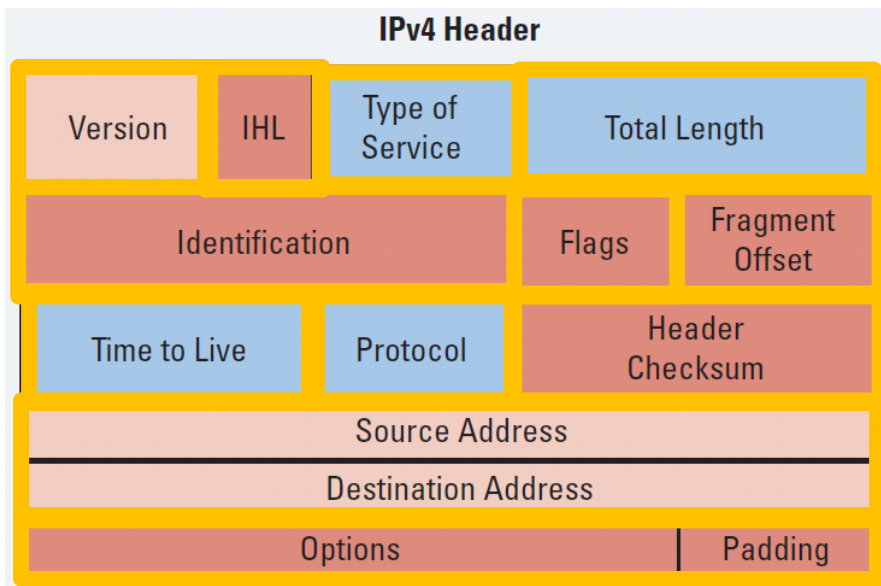 IPv4 Header
Version
IHL
Type of
Service
Total Length
Identification
Flags
Fragment
Offset
Time to Live
Protocol
Header
Checksum
Source Address
Destination Address
Options
Padding